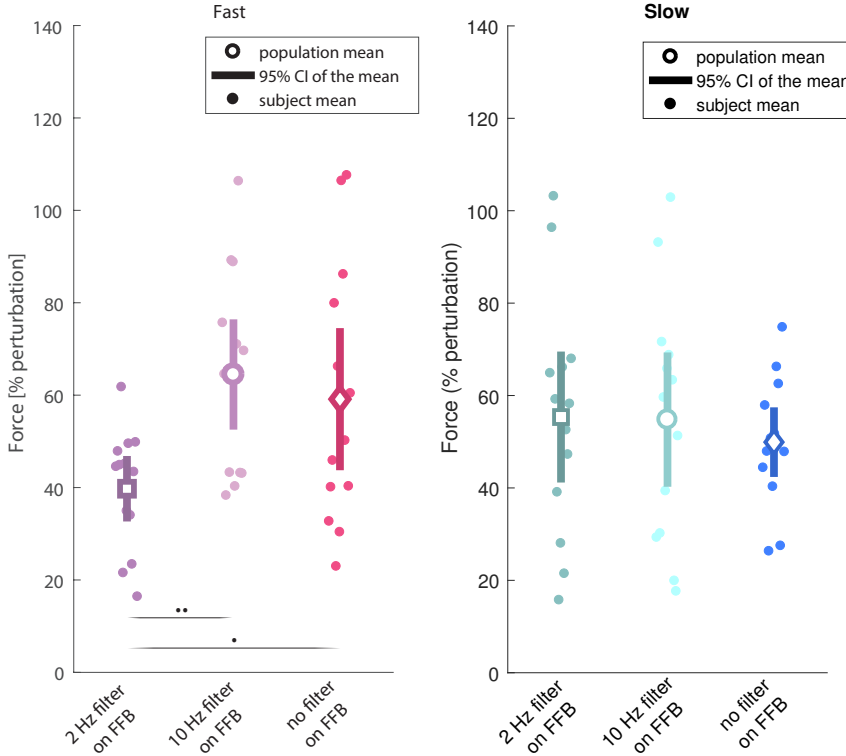 Fast
140
120
100
80
60
40
20
0
Force [% perturbation]
population mean
95% CI of the mean
subject mean
••
•
2 Hz filter
on FFB
10 Hz filter
on FFB
no filter
on FFB
Slow
140
120
100
80
60
40
20
0
Force (% perturbation)
population mean
95% CI of the mean
subject mean
2 Hz filter
on FFB
10 Hz filter
on FFB
no filter
on FFB